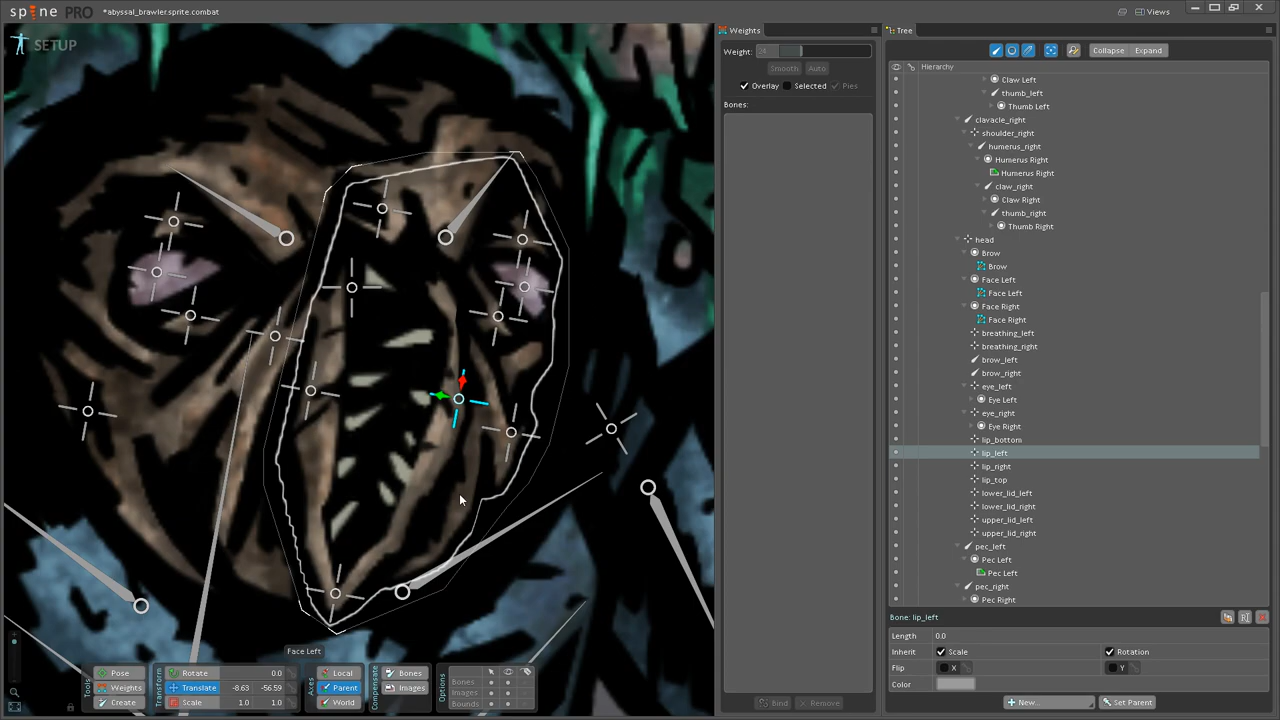 spine PRO *abyssal_brawler.sprite.combat
Views
SETUP
Weights
Weight: 24
Smooth Auto
Overlay Selected Pies
Bones:
Bind Remove
Tree
Collapse Expand
Hierarchy
Claw Left
thumb_left
Thumb Left
clavacle_right
shoulder_right
humerus_right
Humerus Right
Humerus Right
claw_right
Claw Right
thumb_right
Thumb Right
head
Brow
Brow
Face Left
Face Left
Face Right
Face Right
breathing_left
breathing_right
brow_left
brow_right
eye_left
Eye Left
eye_right
Eye Right
lip_bottom
lip_left
lip_right
lip_top
lower_lid_left
lower_lid_right
upper_lid_left
upper_lid_right
pec_left
Pec Left
Pec Left
pec_right
Pec Right
Bone: lip_left
Length 0.0
Inherit Scale Rotation
Flip X Y
Color
New... Set Parent
Face Left
Tools
Pose
Weights
Create
Transform
Rotate 0.0
Translate -8.63 -56.59
Scale 1.0 1.0
Axes
Local
Parent
World
Compensate
Bones
Images
Options
Bones
Images
Bounds